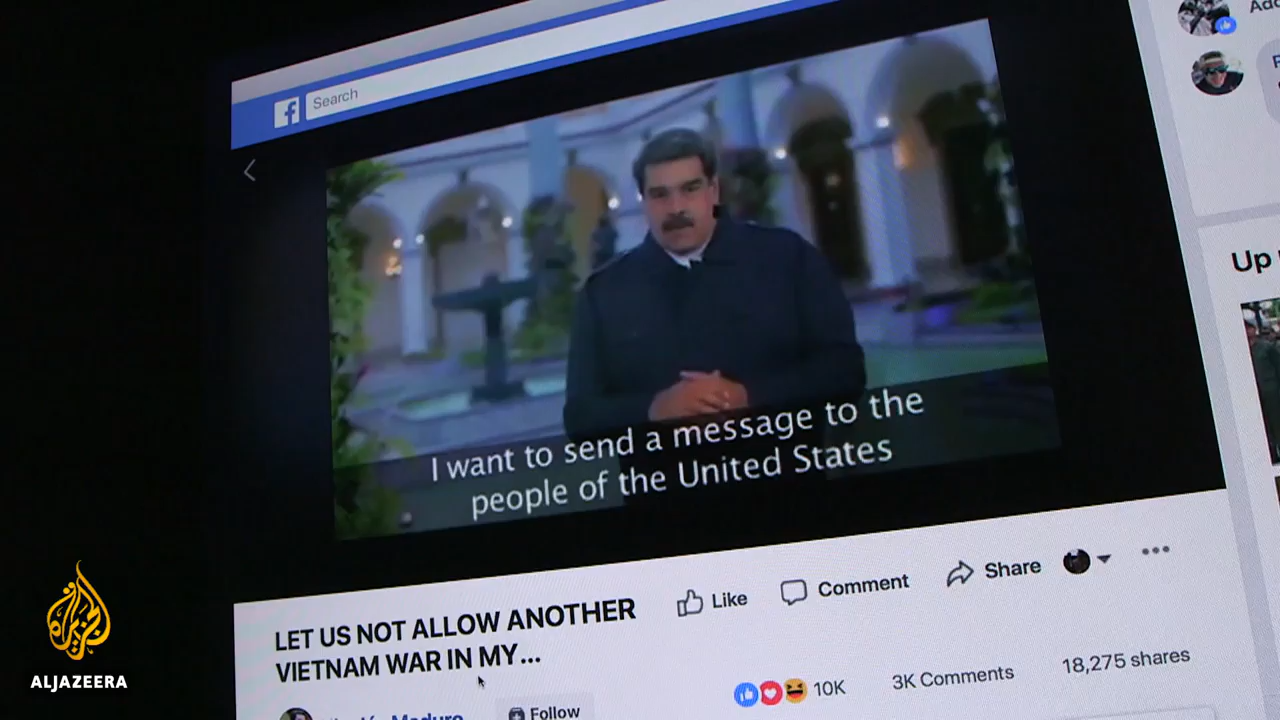 Search
I want to send a message to the
people of the United States
Up
LET US NOT ALLOW ANOTHER
VIETNAM WAR IN MY...
Like
Comment
Share
10K
3K Comments
18,275 shares
Maduro
Follow
ALJAZEERA